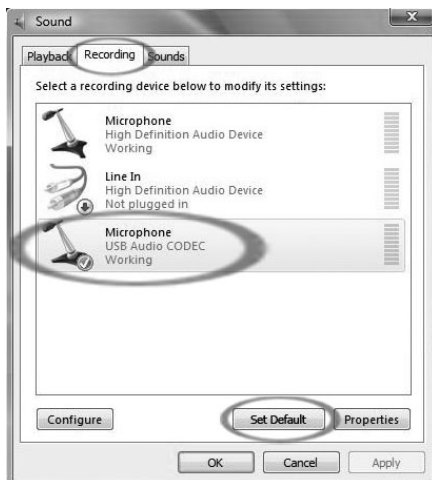 Sound
Playback Recording Sounds
Select a recording device below to modify its settings:
Microphone
High Definition Audio Device
Working
Line In
High Definition Audio Device
Not plugged in
Microphone
USB Audio CODEC
Working
Configure Set Default Properties
OK Cancel Apply